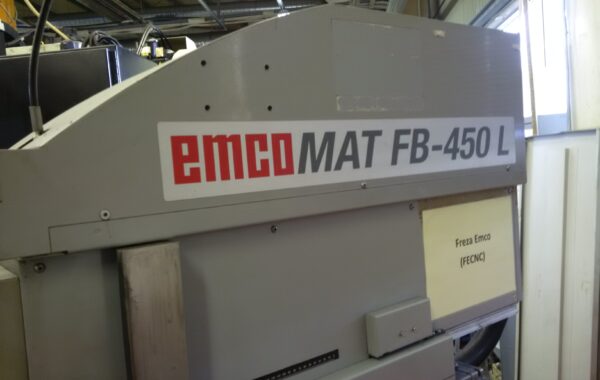 emcoMAT FB-450 L
Freza Emco
(FECNC)